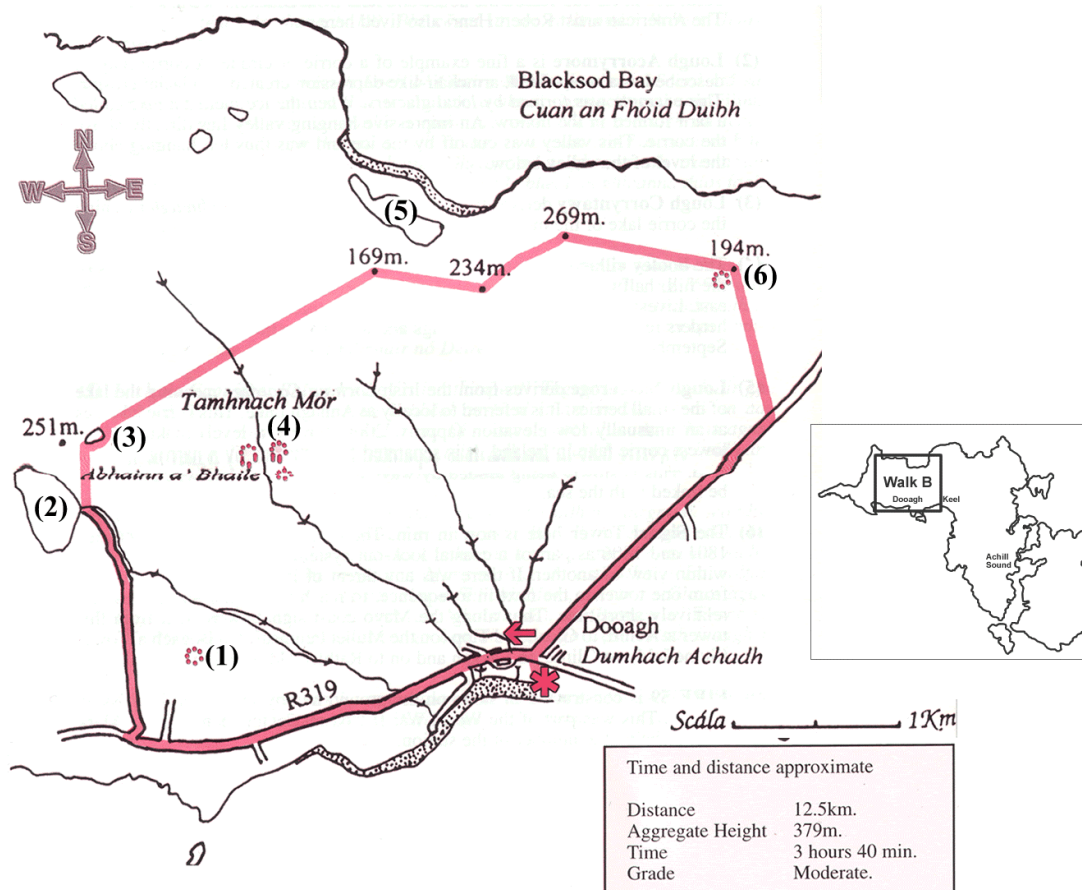 Blacksod Bay
Cuan an Fhóid Duibh
N
W
E
S
(5)
269m.
169m.
234m.
194m.
(6)
Tamhnach Mór
251m.
(3)
(4)
Abhainn a' Bhaile
(2)
Walk B
Dooagh
Keel
Achill
Sound
(1)
Dooagh
Dumhach Achadh
R319
Scála
1Km
Time and distance approximate
Distance 12.5km.
Aggregate Height 379m.
Time 3 hours 40 min.
Grade Moderate.